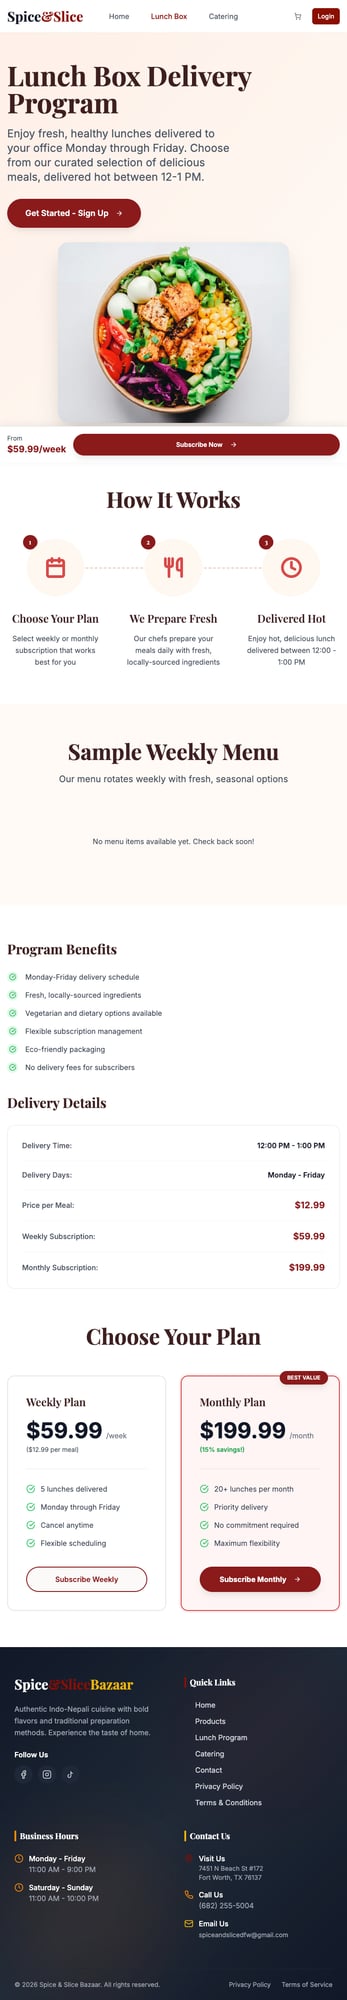 Spice&Slice
Home
Lunch Box
Catering
Login
Lunch Box Delivery
Program
Enjoy fresh, healthy lunches delivered to
your office Monday through Friday. Choose
from our curated selection of delicious
meals, delivered hot between 12-1 PM.
Get Started - Sign Up →
From
$59.99/week
Subscribe Now →
How It Works
1
2
3
Choose Your Plan
Select weekly or monthly
subscription that works
best for you
We Prepare Fresh
Our chefs prepare your
meals daily with fresh,
locally-sourced ingredients
Delivered Hot
Enjoy hot, delicious lunch
delivered between 12:00 -
1:00 PM
Sample Weekly Menu
Our menu rotates weekly with fresh, seasonal options
No menu items available yet. Check back soon!
Program Benefits
Monday-Friday delivery schedule
Fresh, locally-sourced ingredients
Vegetarian and dietary options available
Flexible subscription management
Eco-friendly packaging
No delivery fees for subscribers
Delivery Details
Delivery Time: 12:00 PM - 1:00 PM
Delivery Days: Monday - Friday
Price per Meal: $12.99
Weekly Subscription: $59.99
Monthly Subscription: $199.99
Choose Your Plan
Weekly Plan
$59.99 /week
($12.99 per meal)
5 lunches delivered
Monday through Friday
Cancel anytime
Flexible scheduling
Subscribe Weekly
BEST VALUE
Monthly Plan
$199.99 /month
(15% savings!)
20+ lunches per month
Priority delivery
No commitment required
Maximum flexibility
Subscribe Monthly →
Spice&SliceBazaar
Authentic Indo-Nepali cuisine with bold
flavors and traditional preparation
methods. Experience the taste of home.
Follow Us
Quick Links
Home
Products
Lunch Program
Catering
Contact
Privacy Policy
Terms & Conditions
Business Hours
Monday - Friday
11:00 AM - 9:00 PM
Saturday - Sunday
11:00 AM - 10:00 PM
Contact Us
Visit Us
7451 N Beach St #172
Fort Worth, TX 76137
Call Us
(682) 255-5004
Email Us
spiceandslicedfw@gmail.com
© 2026 Spice & Slice Bazaar. All rights reserved.
Privacy Policy
Terms of Service